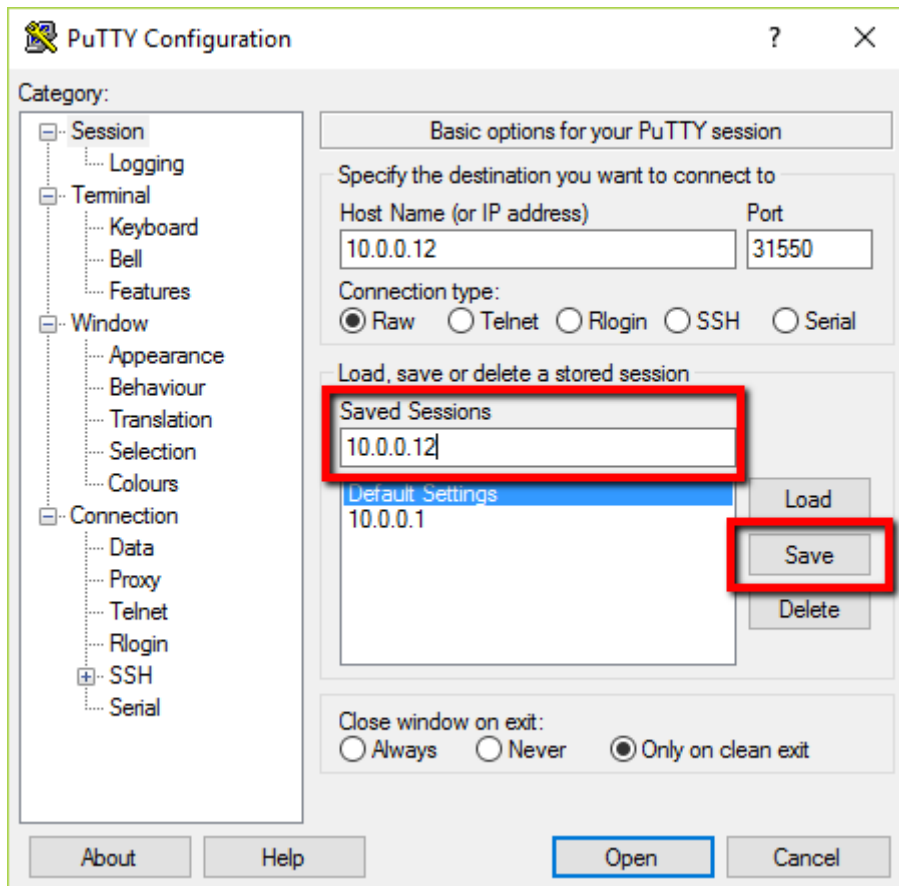 PuTTY Configuration
?
Category:
Session
Logging
Terminal
Keyboard
Bell
Features
Window
Appearance
Behaviour
Translation
Selection
Colours
Connection
Data
Proxy
Telnet
Rlogin
SSH
Serial
Basic options for your PuTTY session
Specify the destination you want to connect to
Host Name (or IP address) Port
10.0.0.12 31550
Connection type:
Raw Telnet Rlogin SSH Serial
Load, save or delete a stored session
Saved Sessions
10.0.0.12
Default Settings
10.0.0.1
Load
Save
Delete
Close window on exit:
Always Never Only on clean exit
About Help Open Cancel